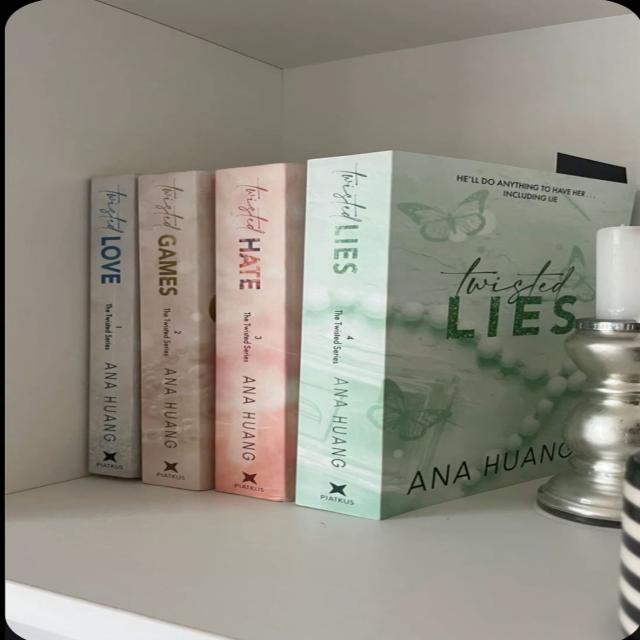 twisted LOVE
1
The Twisted Series
ANA HUANG
PIATKUS
twisted GAMES
2
The Twisted Series
ANA HUANG
PIATKUS
twisted HATE
3
The Twisted Series
ANA HUANG
PIATKUS
twisted LIES
4
The Twisted Series
ANA HUANG
PIATKUS
HE'LL DO ANYTHING TO HAVE HER...
INCLUDING LIE
twisted
LIES
ANA HUANG